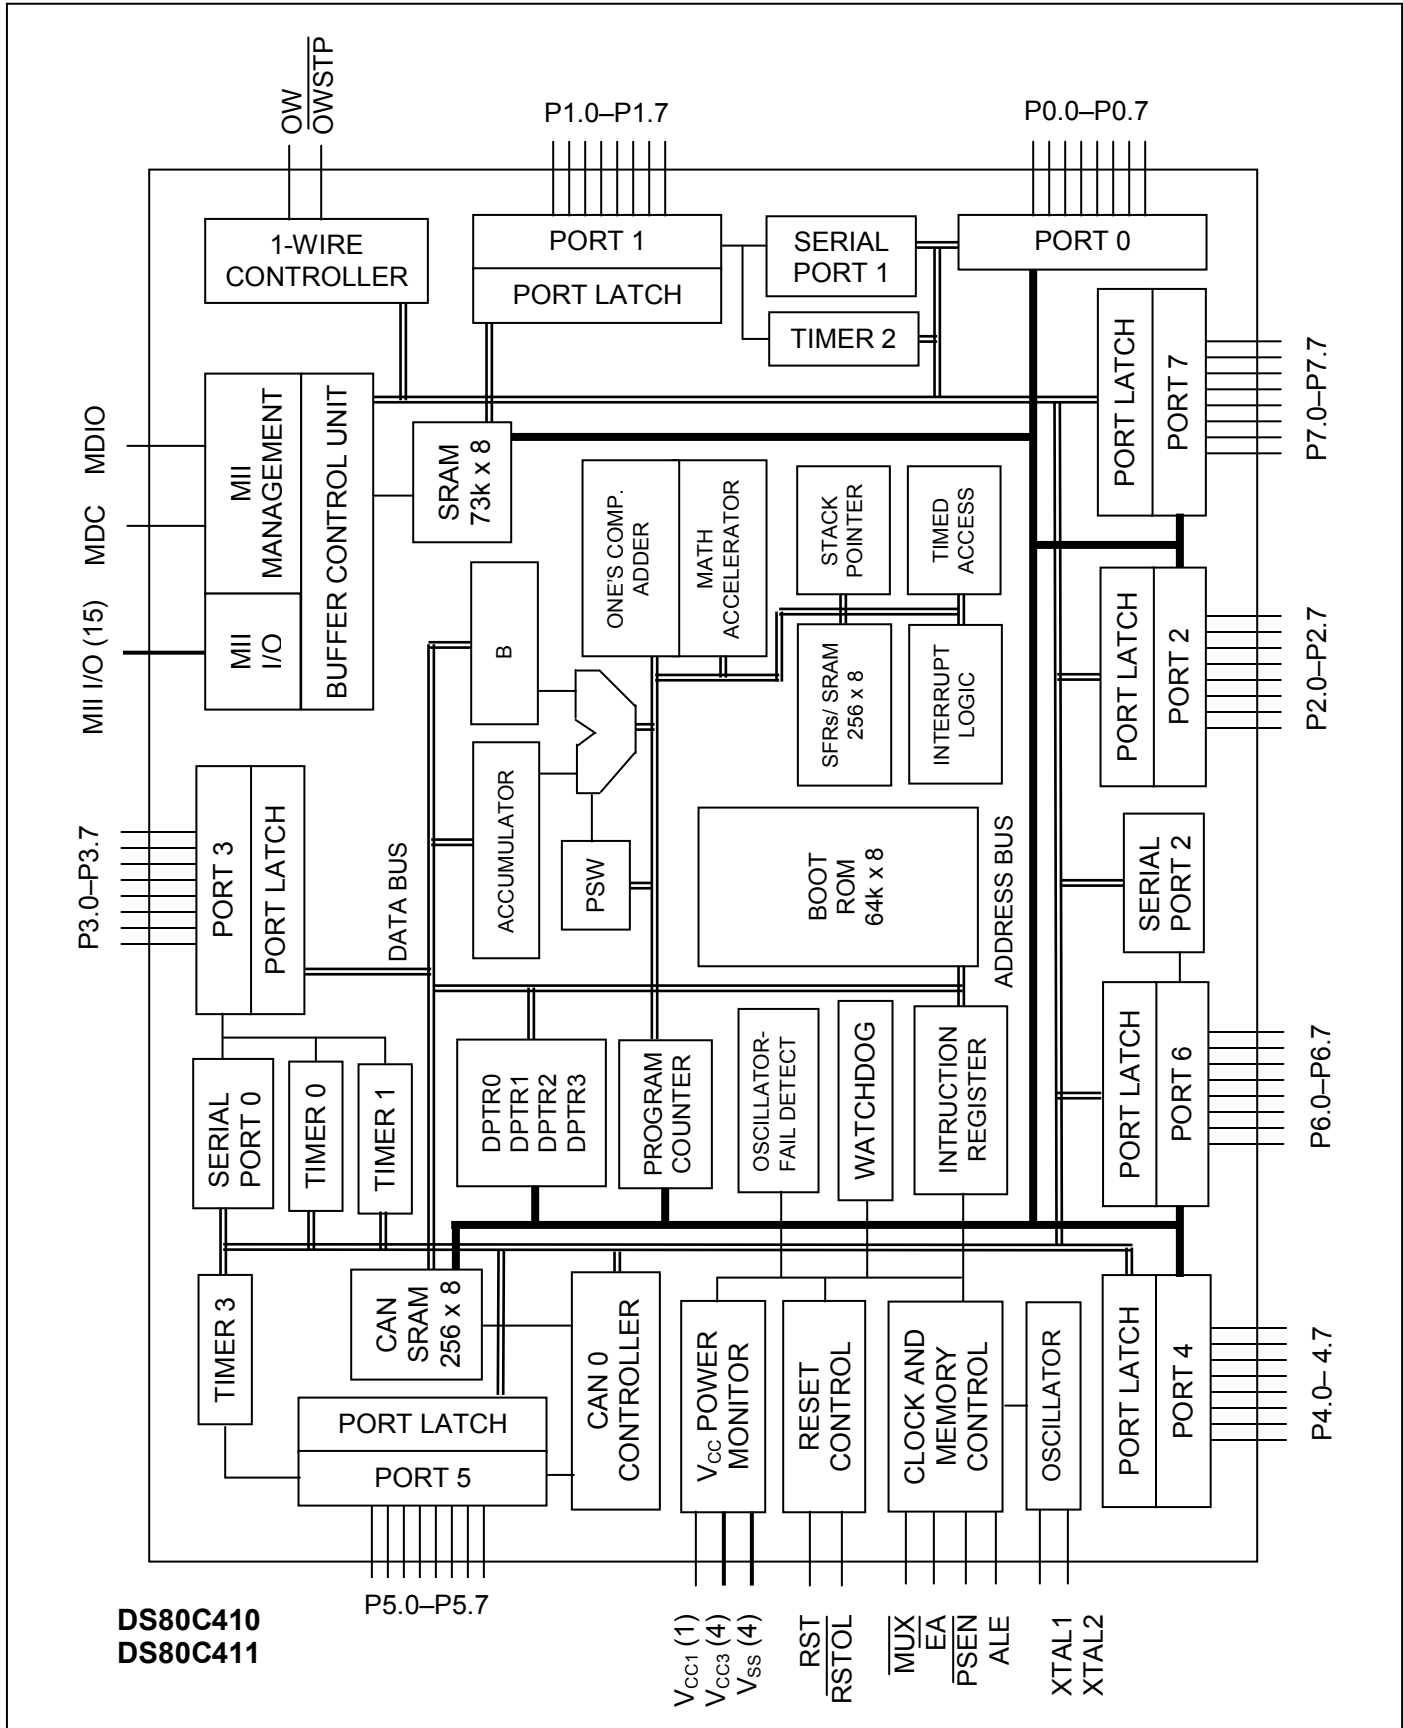 OW
OWSTP
P1.0–P1.7
P0.0–P0.7
1-WIRE
CONTROLLER
PORT 1
PORT LATCH
SERIAL
PORT 1
TIMER 2
PORT 0
PORT LATCH
PORT 7
P7.0–P7.7
MDIO
MDC
MII I/O (15)
MII
MANAGEMENT
MII
I/O
BUFFER CONTROL UNIT
SRAM
73k x 8
ONE'S COMP.
ADDER
MATH
ACCELERATOR
STACK
POINTER
TIMED
ACCESS
B
SFRs/ SRAM
256 x 8
INTERRUPT
LOGIC
PORT LATCH
PORT 2
P2.0–P2.7
P3.0–P3.7
PORT 3
PORT LATCH
DATA BUS
ACCUMULATOR
PSW
BOOT
ROM
64k x 8
ADDRESS BUS
SERIAL
PORT 2
SERIAL
PORT 0
TIMER 0
TIMER 1
DPTR0
DPTR1
DPTR2
DPTR3
PROGRAM
COUNTER
OSCILLATOR-
FAIL DETECT
WATCHDOG
INTRUCTION
REGISTER
PORT LATCH
PORT 6
P6.0–P6.7
TIMER 3
CAN
SRAM
256 x 8
CAN 0
CONTROLLER
PORT LATCH
PORT 5
VCC POWER
MONITOR
RESET
CONTROL
CLOCK AND
MEMORY
CONTROL
OSCILLATOR
PORT LATCH
PORT 4
P4.0– 4.7
P5.0–P5.7
VCC1 (1)
VCC3 (4)
VSS (4)
RST
RSTOL
MUX
EA
PSEN
ALE
XTAL1
XTAL2
DS80C410
DS80C411